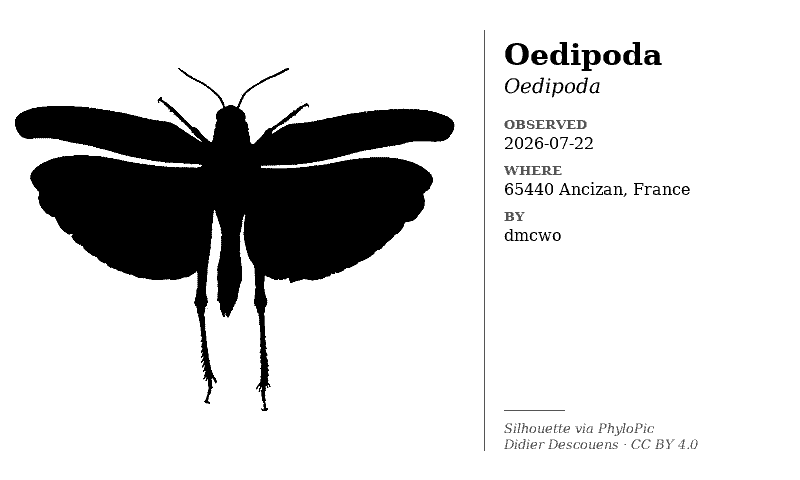 Oedipoda
Oedipoda
OBSERVED
2026-07-22
WHERE
65440 Ancizan, France
BY
dmcwo
Silhouette via PhyloPic
Didier Descouens · CC BY 4.0